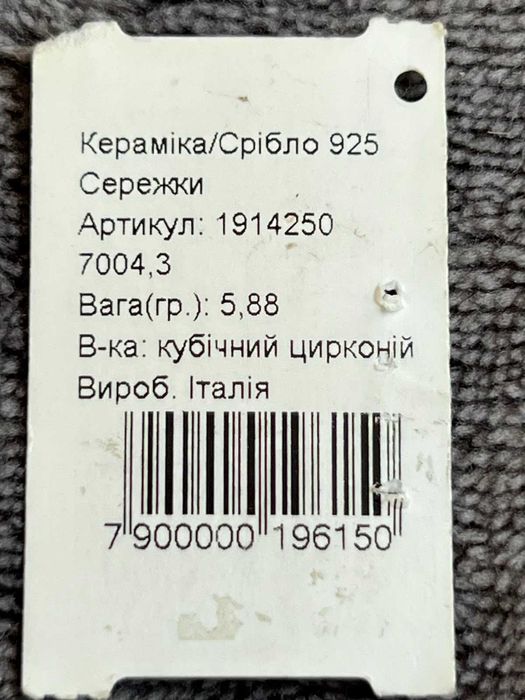 Кераміка/Срібло 925
Сережки
Артикул: 1914250
7004,3
Вага(гр.): 5,88
В-ка: кубічний цирконій
Вироб. Італія
7 900000 196150